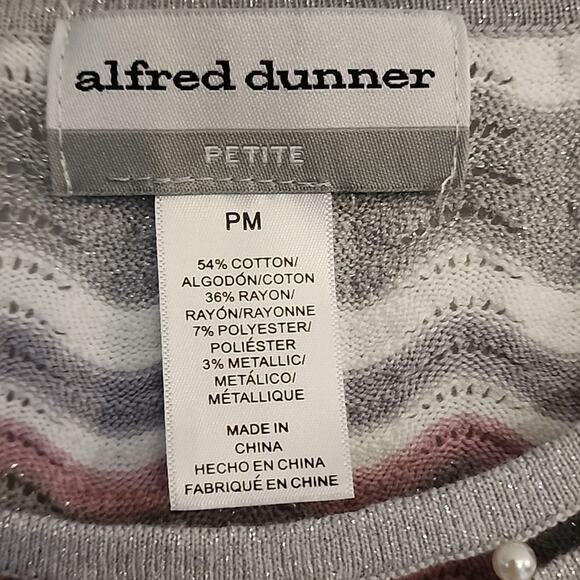 alfred dunner
PETITE
PM
54% COTTON/
ALGODÓN/COTON
36% RAYON/
RAYÓN/RAYONNE
7% POLYESTER/
POLIÉSTER
3% METALLIC/
METÁLICO/
MÉTALLIQUE
MADE IN
CHINA
HECHO EN CHINA
FABRIQUÉ EN CHINE